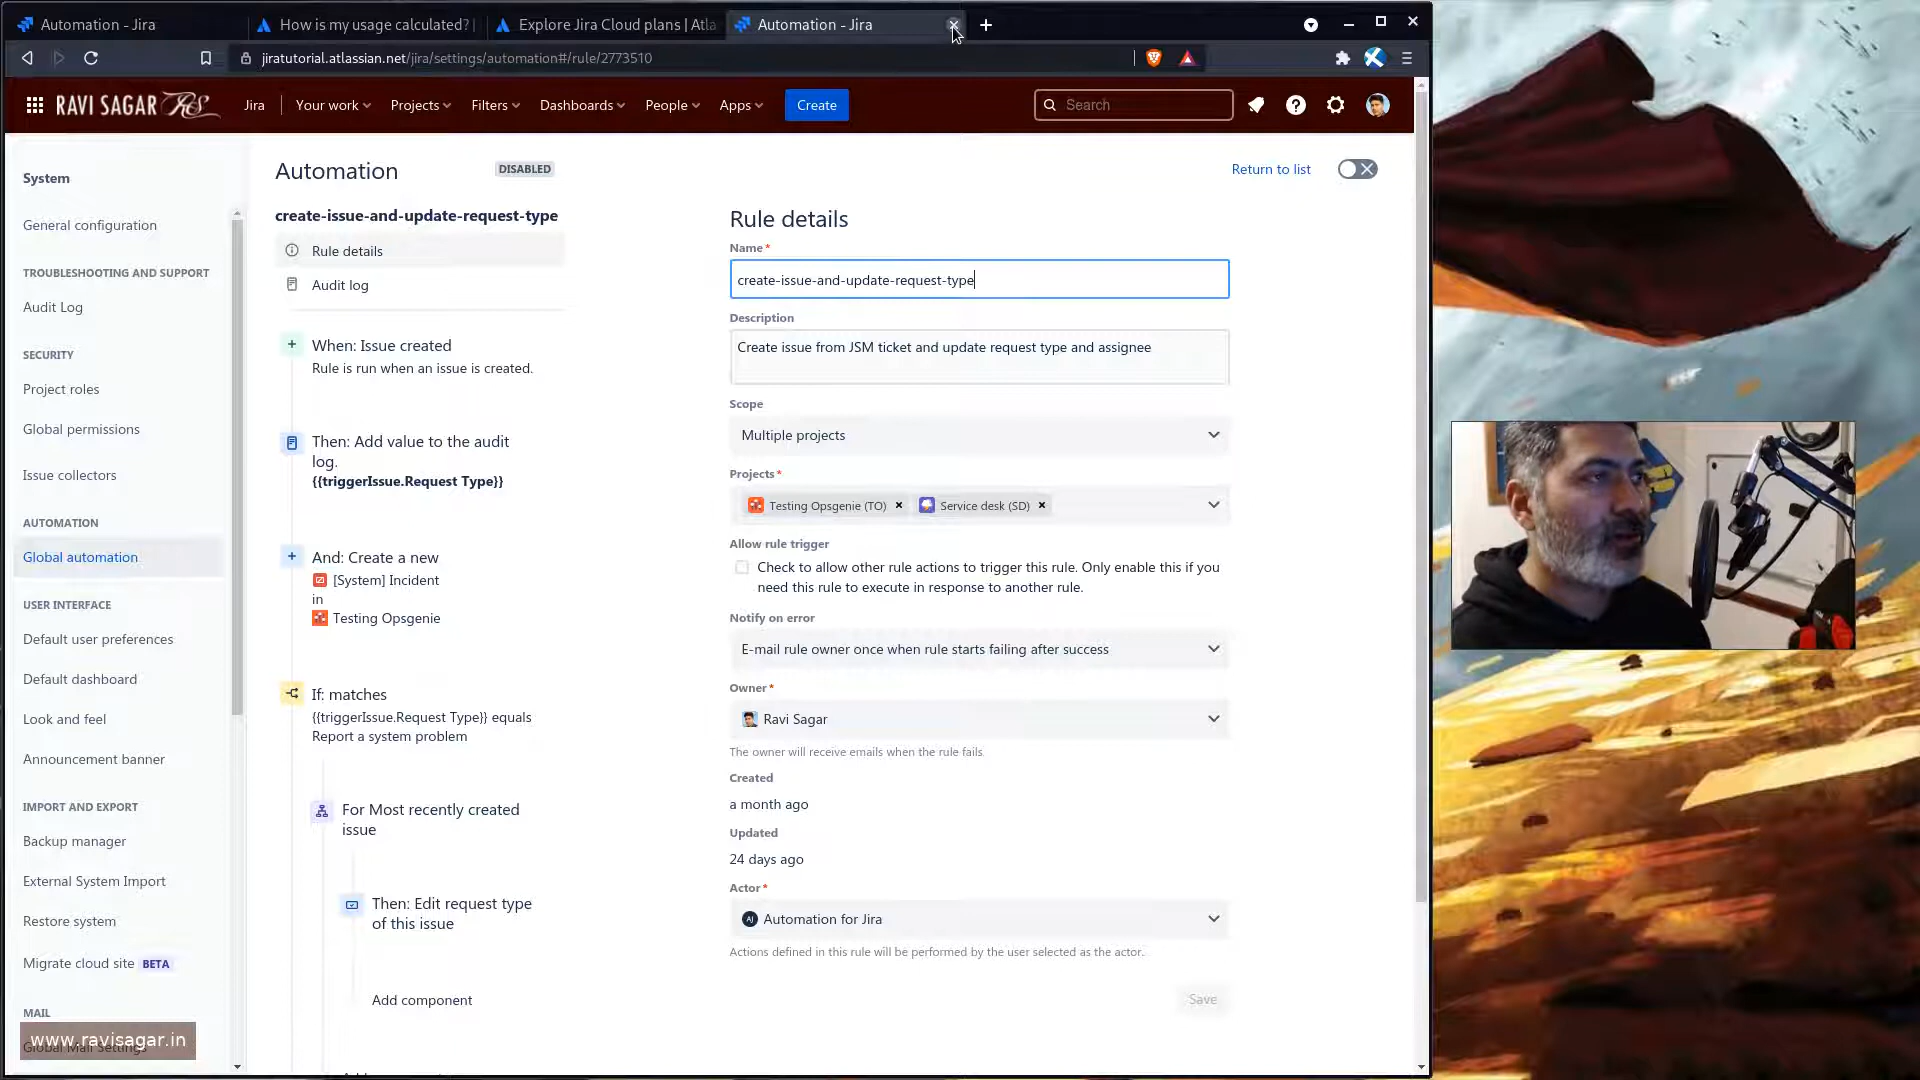 Automation - Jira
How is my usage calculated? |
Explore Jira Cloud plans | Atla
Automation - Jira
jiratutorial.atlassian.net/jira/settings/automation#/rule/2773510
RAVI SAGAR RS
Jira
Your work
Projects
Filters
Dashboards
People
Apps
Create
Search
System
General configuration
TROUBLESHOOTING AND SUPPORT
Audit Log
SECURITY
Project roles
Global permissions
Issue collectors
AUTOMATION
Global automation
USER INTERFACE
Default user preferences
Default dashboard
Look and feel
Announcement banner
IMPORT AND EXPORT
Backup manager
External System Import
Restore system
Migrate cloud site BETA
MAIL
Global Mail Settings
www.ravisagar.in
Automation
DISABLED
Return to list
create-issue-and-update-request-type
Rule details
Audit log
When: Issue created
Rule is run when an issue is created.
Then: Add value to the audit
log.
{{triggerIssue.Request Type}}
And: Create a new
[System] Incident
in
Testing Opsgenie
If: matches
{{triggerIssue.Request Type}} equals
Report a system problem
For Most recently created
issue
Then: Edit request type
of this issue
Add component
Rule details
Name*
create-issue-and-update-request-type
Description
Create issue from JSM ticket and update request type and assignee
Scope
Multiple projects
Projects*
Testing Opsgenie (TO)
Service desk (SD)
Allow rule trigger
Check to allow other rule actions to trigger this rule. Only enable this if you
need this rule to execute in response to another rule.
Notify on error
E-mail rule owner once when rule starts failing after success
Owner*
Ravi Sagar
The owner will receive emails when the rule fails.
Created
a month ago
Updated
24 days ago
Actor*
Automation for Jira
Actions defined in this rule will be performed by the user selected as the actor.
Save